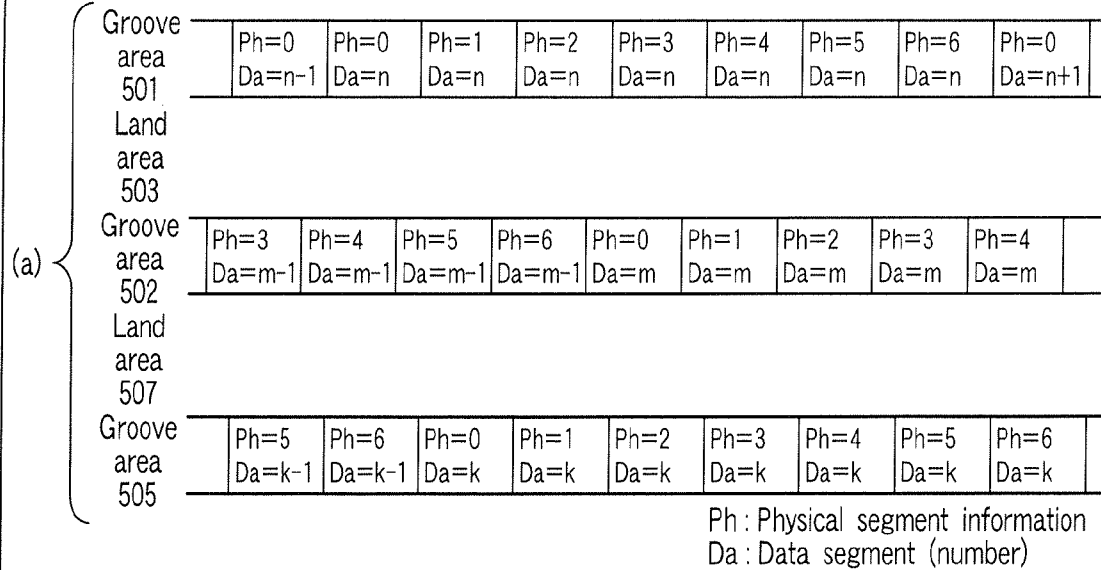 (a)
Groove
area
501
Ph=0 Ph=0 Ph=1 Ph=2 Ph=3 Ph=4 Ph=5 Ph=6 Ph=0
Da=n-1 Da=n Da=n Da=n Da=n Da=n Da=n Da=n Da=n+1
Land
area
503
Groove
area
502
Ph=3 Ph=4 Ph=5 Ph=6 Ph=0 Ph=1 Ph=2 Ph=3 Ph=4
Da=m-1 Da=m-1 Da=m-1 Da=m-1 Da=m Da=m Da=m Da=m Da=m
Land
area
507
Groove
area
505
Ph=5 Ph=6 Ph=0 Ph=1 Ph=2 Ph=3 Ph=4 Ph=5 Ph=6
Da=k-1 Da=k-1 Da=k Da=k Da=k Da=k Da=k Da=k Da=k
Ph : Physical segment information
Da : Data segment (number)